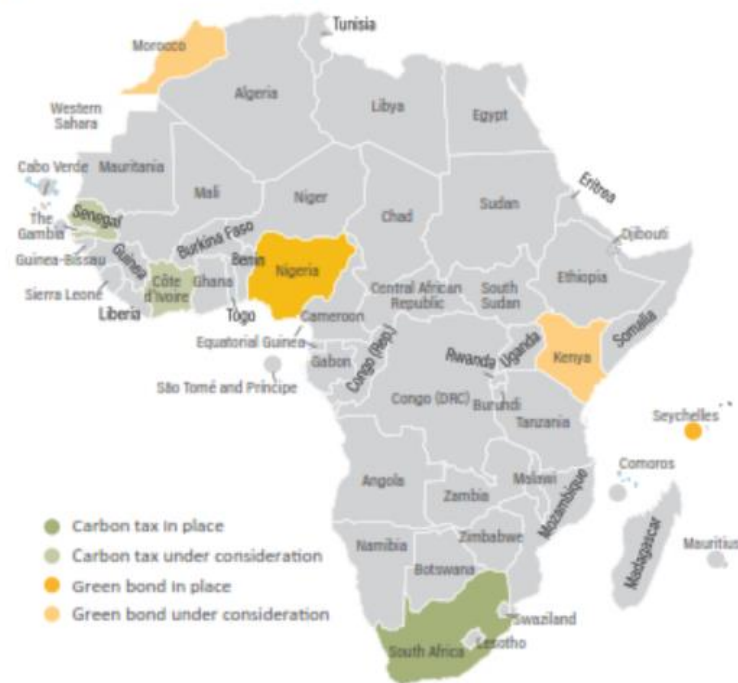 Tunisia
Morocco
Algeria
Libya
Egypt
Western
Sahara
Cabo Verde
Mauritania
Mali
Niger
Chad
Sudan
Eritrea
Senegal
The
Gambia
Burkina Faso
Djibouti
Guinea-Bissau
Guinea
Benin
Nigeria
Côte
d'Ivoire
Ghana
Central African
Republic
South
Sudan
Ethiopia
Sierra Leone
Liberia
Togo
Cameroon
Somalia
Equatorial Guinea
Gabon
Congo (Rep.)
Rwanda
Uganda
Kenya
São Tomé and Príncipe
Congo (DRC)
Burundi
Tanzania
Seychelles
Comoros
Angola
Malawi
Zambia
Mozambique
Carbon tax in place
Carbon tax under consideration
Green bond in place
Green bond under consideration
Namibia
Zimbabwe
Botswana
Madagascar
Mauritius
Swaziland
Lesotho
South Africa